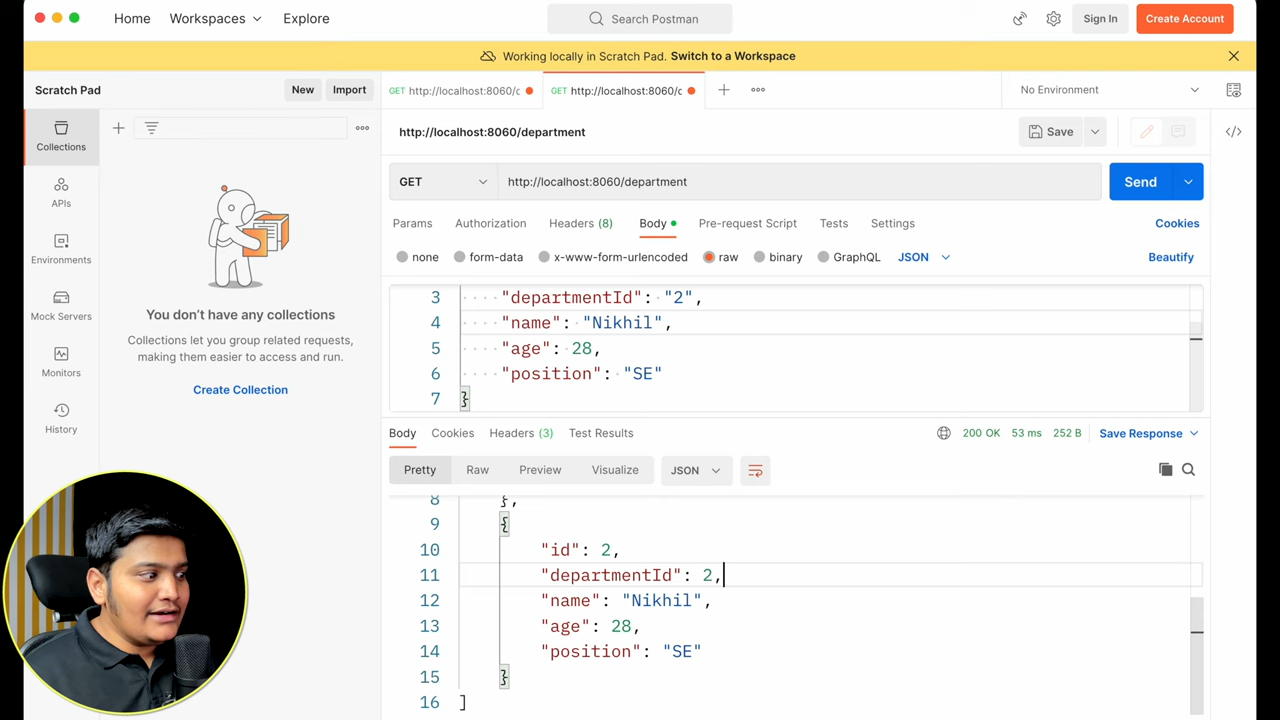 Home Workspaces Explore Search Postman Sign In Create Account
Working locally in Scratch Pad. Switch to a Workspace
Scratch Pad New Import GET http://localhost:8060/c GET http://localhost:8060/c No Environment
Collections
APIs
Environments
Mock Servers
Monitors
History
You don't have any collections
Collections let you group related requests,
making them easier to access and run.
Create Collection
http://localhost:8060/department Save
GET http://localhost:8060/department Send
Params Authorization Headers (8) Body Pre-request Script Tests Settings Cookies
none form-data x-www-form-urlencoded raw binary GraphQL JSON Beautify
3 "departmentId": "2",
4 "name": "Nikhil",
5 "age": 28,
6 "position": "SE"
7 }
Body Cookies Headers (3) Test Results 200 OK 53 ms 252 B Save Response
Pretty Raw Preview Visualize JSON
8 },
9 {
10 "id": 2,
11 "departmentId": 2,
12 "name": "Nikhil",
13 "age": 28,
14 "position": "SE"
15 }
16 ]